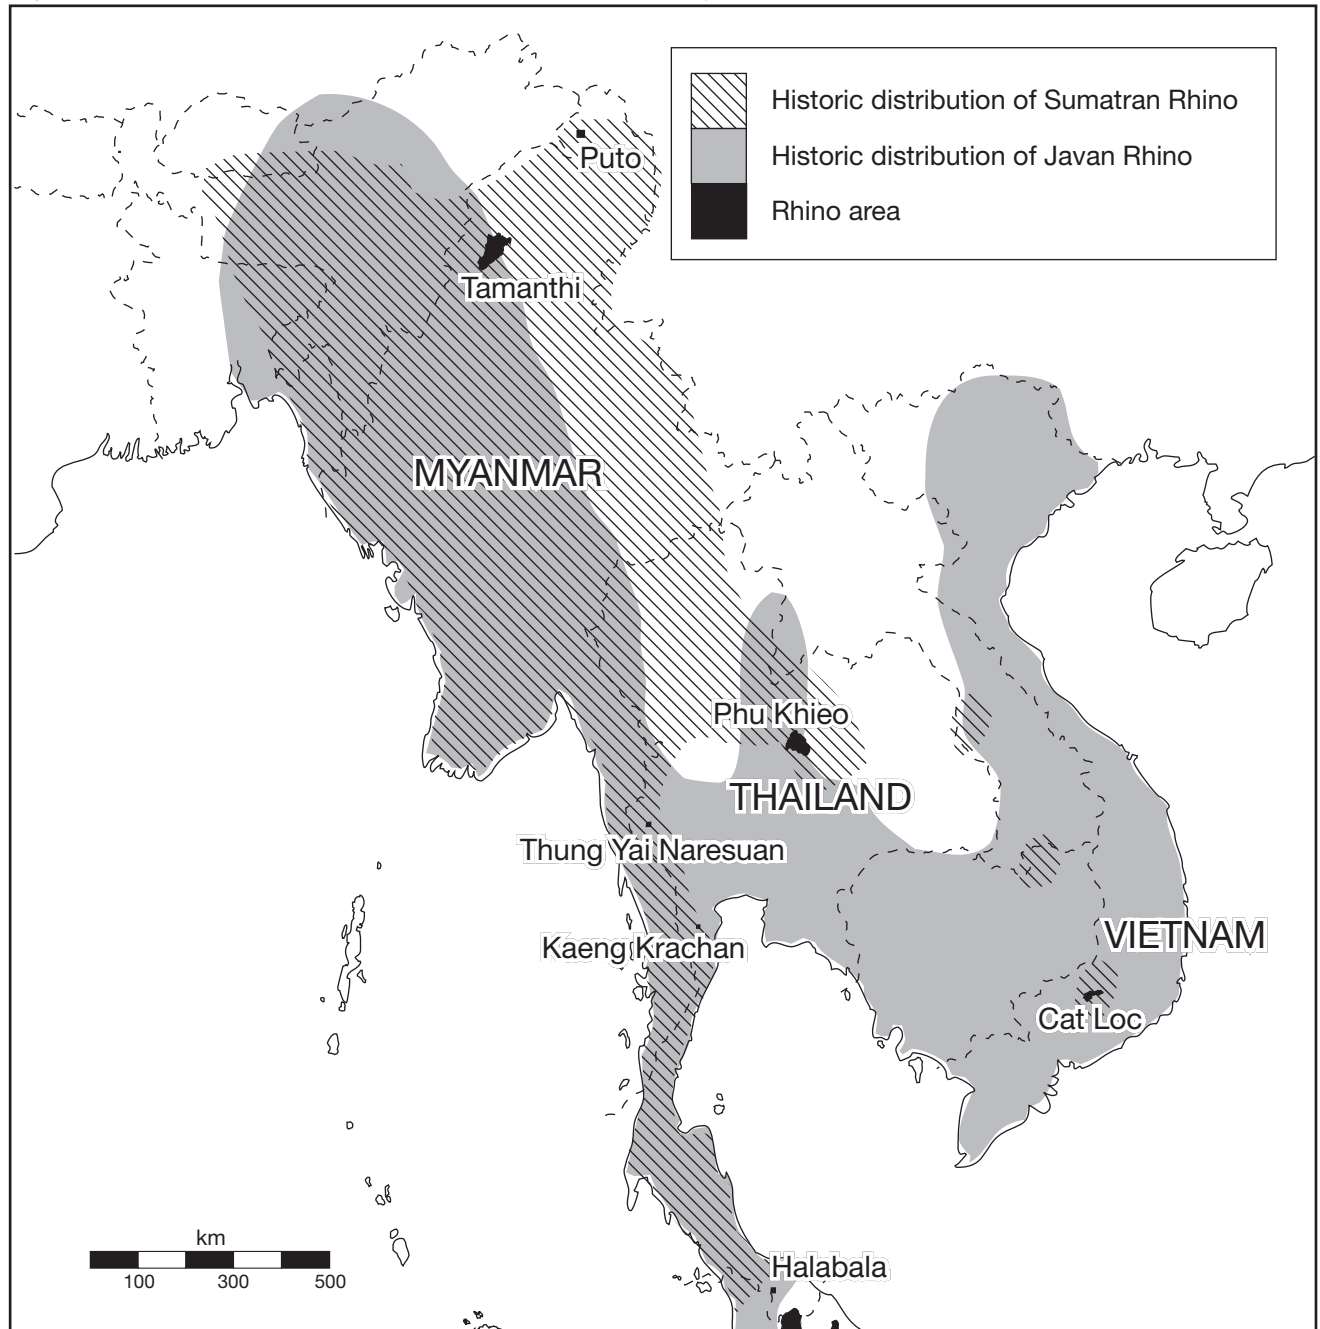 Historic distribution of Sumatran Rhino
Historic distribution of Javan Rhino
Rhino area
Puto
Tamanthi
MYANMAR
Phu Khieo
THAILAND
Thung Yai Naresuan
Kaeng Krachan
VIETNAM
Cat Loc
Halabala
km
100 300 500